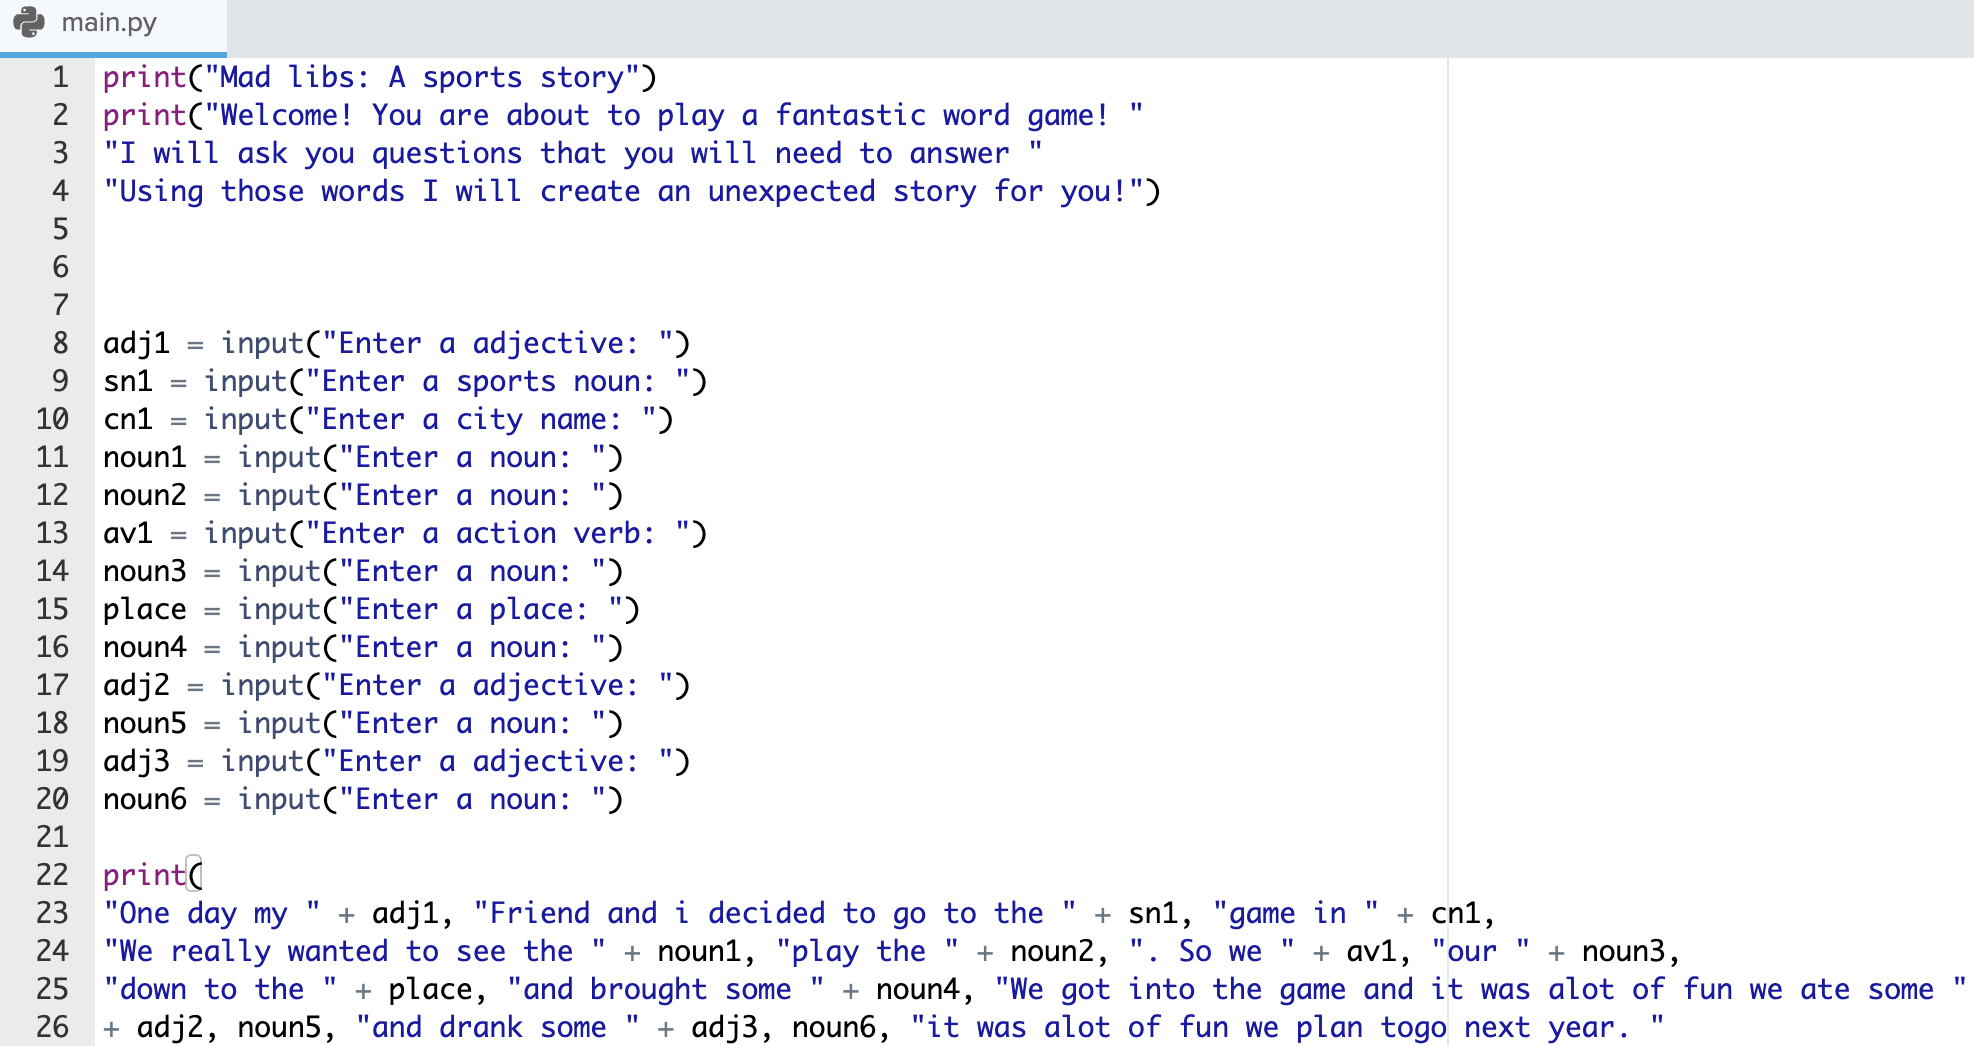 main.py
1 print("Mad libs: A sports story")
2 print("Welcome! You are about to play a fantastic word game! "
3 "I will ask you questions that you will need to answer "
4 "Using those words I will create an unexpected story for you!")
5
6
7
8 adj1 = input("Enter a adjective: ")
9 sn1 = input("Enter a sports noun: ")
10 cn1 = input("Enter a city name: ")
11 noun1 = input("Enter a noun: ")
12 noun2 = input("Enter a noun: ")
13 av1 = input("Enter a action verb: ")
14 noun3 = input("Enter a noun: ")
15 place = input("Enter a place: ")
16 noun4 = input("Enter a noun: ")
17 adj2 = input("Enter a adjective: ")
18 noun5 = input("Enter a noun: ")
19 adj3 = input("Enter a adjective: ")
20 noun6 = input("Enter a noun: ")
21
22 print(
23 "One day my " + adj1, "Friend and i decided to go to the " + sn1, "game in " + cn1,
24 "We really wanted to see the " + noun1, "play the " + noun2, ". So we " + av1, "our " + noun3,
25 "down to the " + place, "and brought some " + noun4, "We got into the game and it was alot of fun we ate some "
26 + adj2, noun5, "and drank some " + adj3, noun6, "it was alot of fun we plan togo next year. "